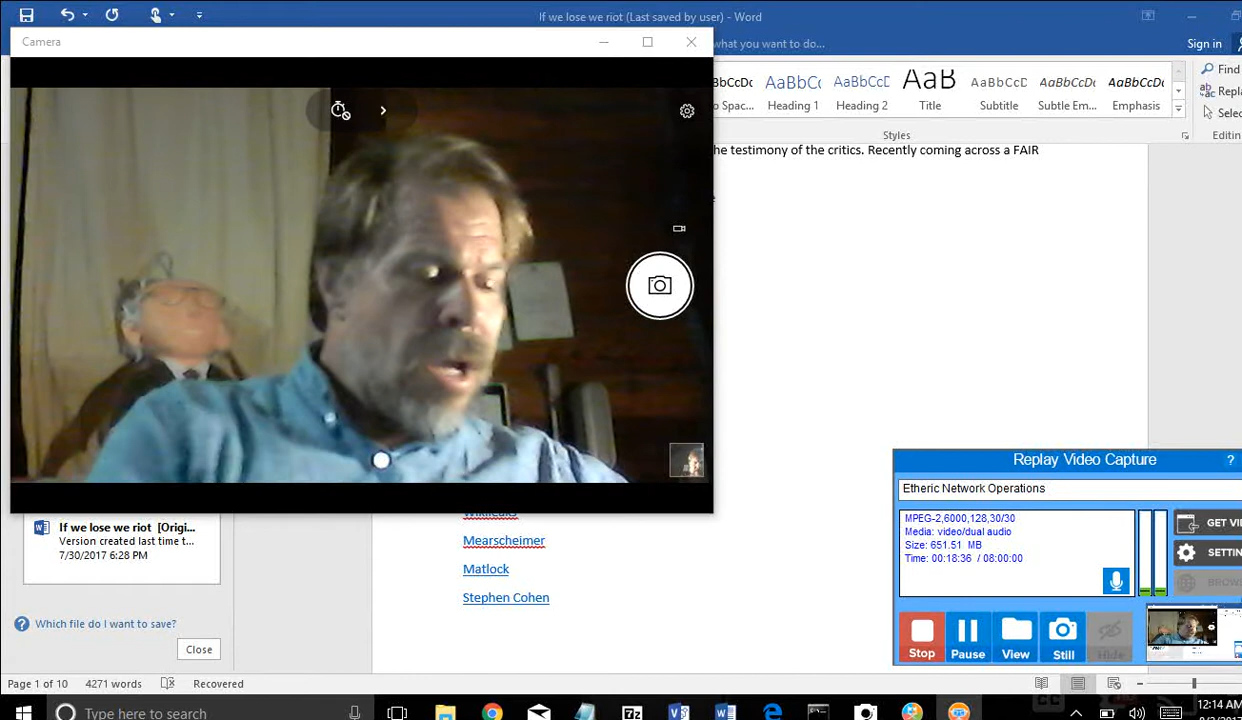 If we lose we riot (Last saved by user) - Word
Camera
what you want to do...
Sign in
Find
AaBbCc
AaBbCcE
AaB
AaBbCcD
AaBbCcDc
AaBbCcDc
Heading 1
Heading 2
Title
Subtitle
Subtle Em...
Emphasis
Styles
he testimony of the critics. Recently coming across a FAIR
Replay Video Capture
?
Etheric Network Operations
MPEG-2,6000,128,30/30
Media: video/dual audio
Size: 651.51 MB
Time: 00:18:36 / 08:00:00
Stop
Pause
View
Still
Hide
If we lose we riot [Origi...
Version created last time t...
7/30/2017 6:28 PM
Which file do I want to save?
Close
Wikileaks
Mearscheimer
Matlock
Stephen Cohen
Page 1 of 10
4271 words
Recovered
Type here to search
12:14 AM